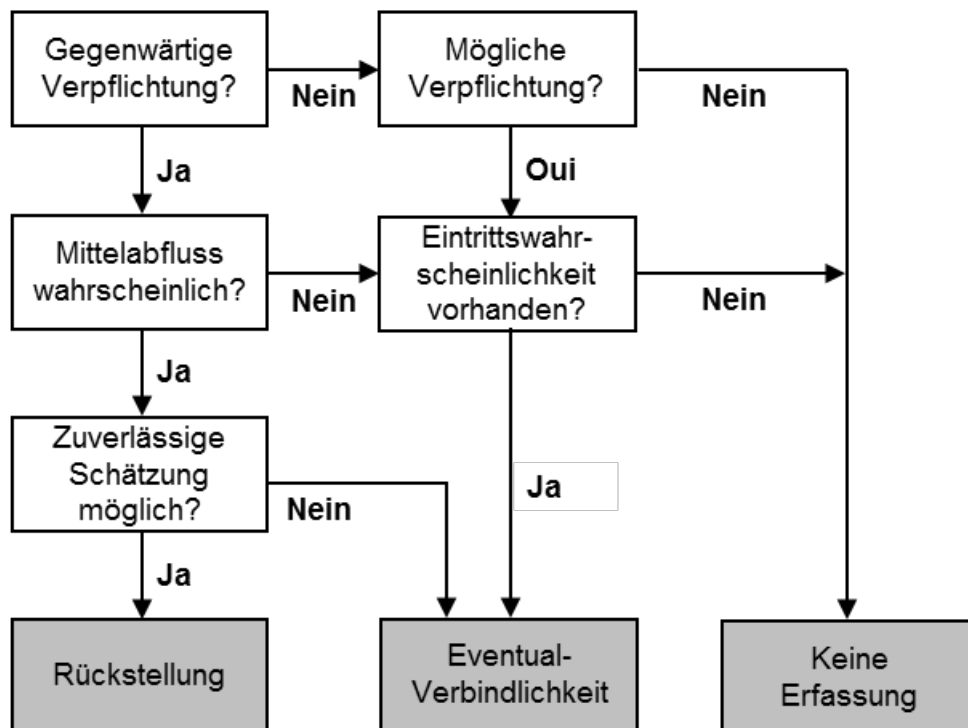 Gegenwärtige
Verpflichtung?
Nein
Mögliche
Verpflichtung?
Nein
Ja
Oui
Mittelabfluss
wahrscheinlich?
Nein
Eintrittswahr-
scheinlichkeit
vorhanden?
Nein
Ja
Zuverlässige
Schätzung
möglich?
Nein
Ja
Ja
Rückstellung
Eventual-
Verbindlichkeit
Keine
Erfassung